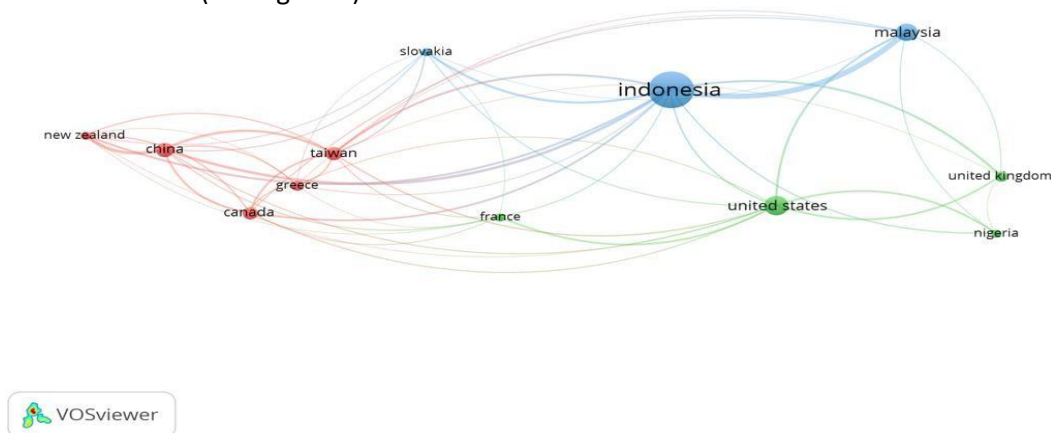 slovakia
malaysia
indonesia
new zealand
china
taiwan
greece
canada
france
united states
united kingdom
nigeria
VOSviewer